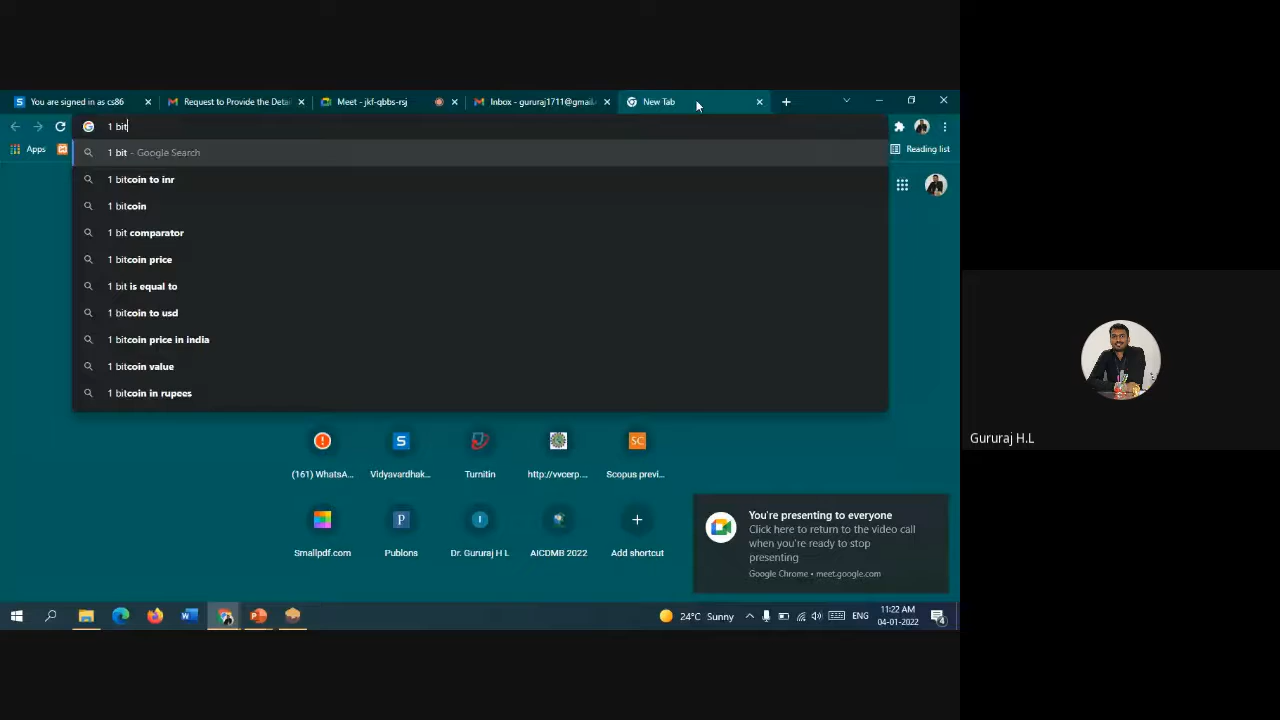 You are signed in as cs86
Request to Provide the Detai
Meet - jkf-qbbs-rsj
Inbox - gururaj1711@gmail.
New Tab
1 bit
Apps
Reading list
1 bit - Google Search
1 bitcoin to inr
1 bitcoin
1 bit comparator
1 bitcoin price
1 bit is equal to
1 bitcoin to usd
1 bitcoin price in india
1 bitcoin value
1 bitcoin in rupees
Gururaj H.L
(161) WhatsA...
Vidyavardhak...
Turnitin
http://vvcerp....
Scopus previ...
Smallpdf.com
Publons
Dr. Gururaj H L
AICDMB 2022
Add shortcut
You're presenting to everyone
Click here to return to the video call
when you're ready to stop
presenting
Google Chrome • meet.google.com
24°C Sunny
ENG
11:22 AM
04-01-2022
4